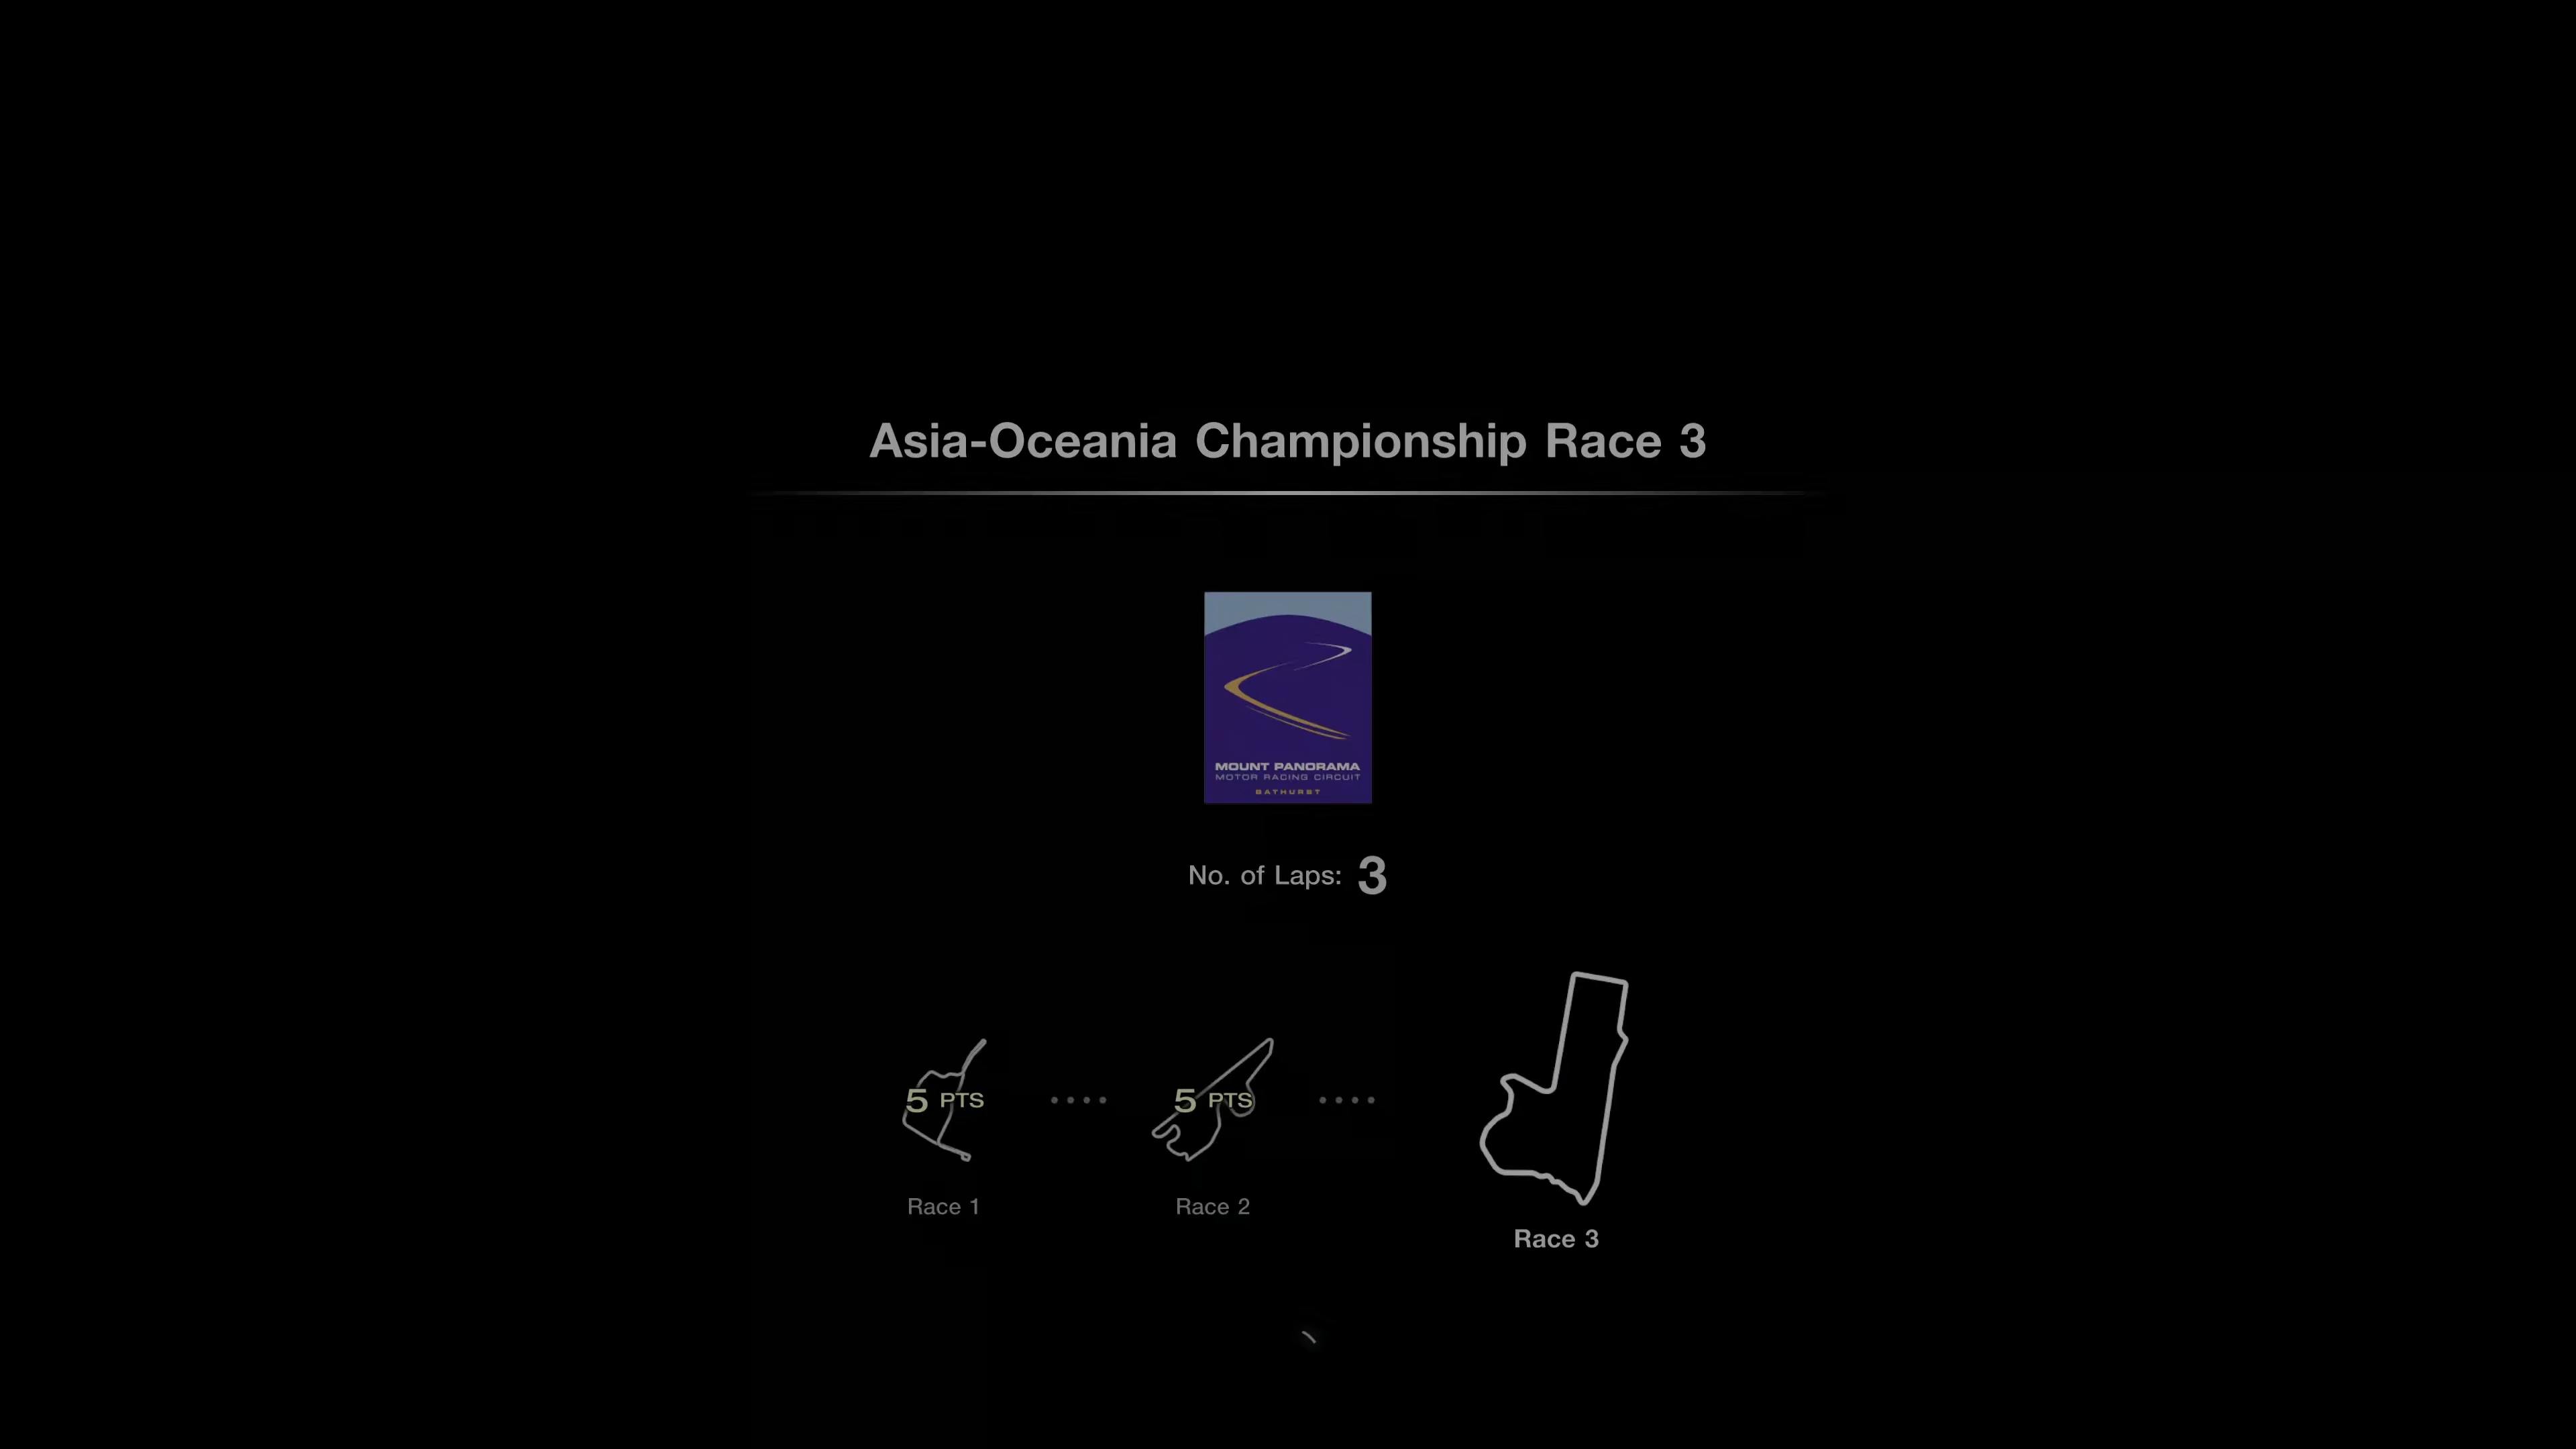 Asia-Oceania Championship Race 3
MOUNT PANORAMA
MOTOR RACING CIRCUIT
BATHURST
No. of Laps: 3
5 PTS
5 PTS
Race 1
Race 2
Race 3